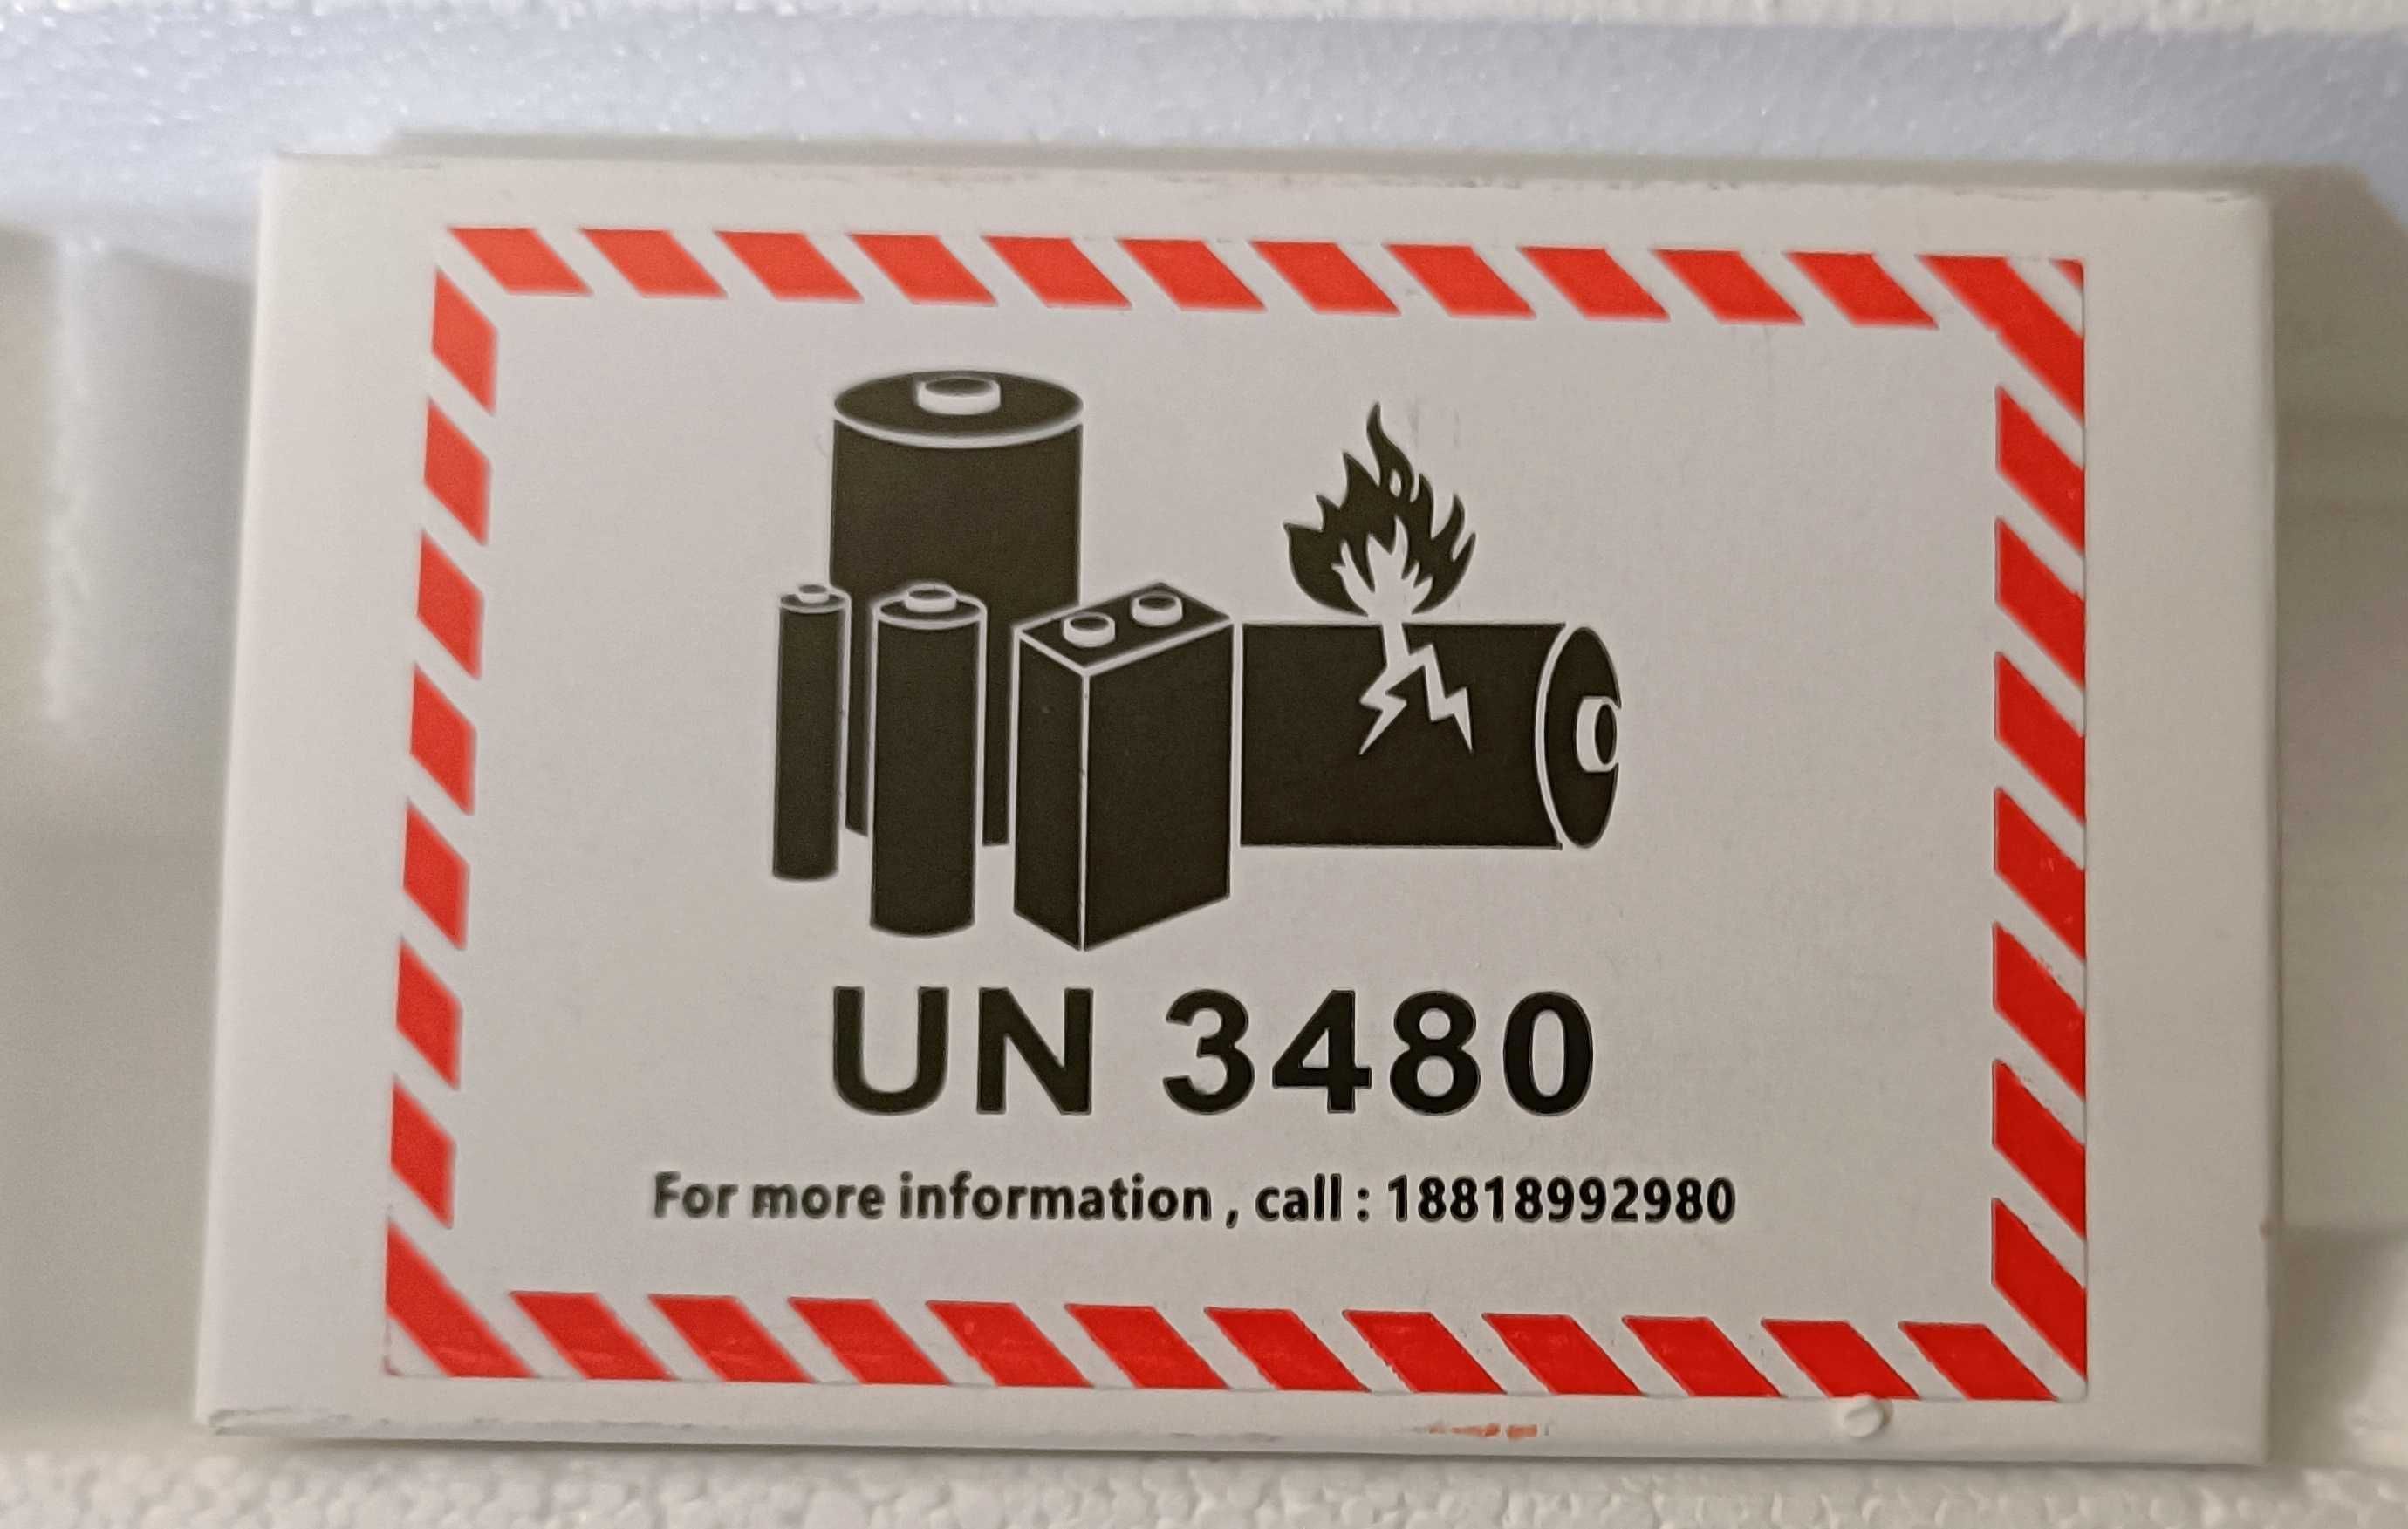 UN 3480
For more information , call : 18818992980